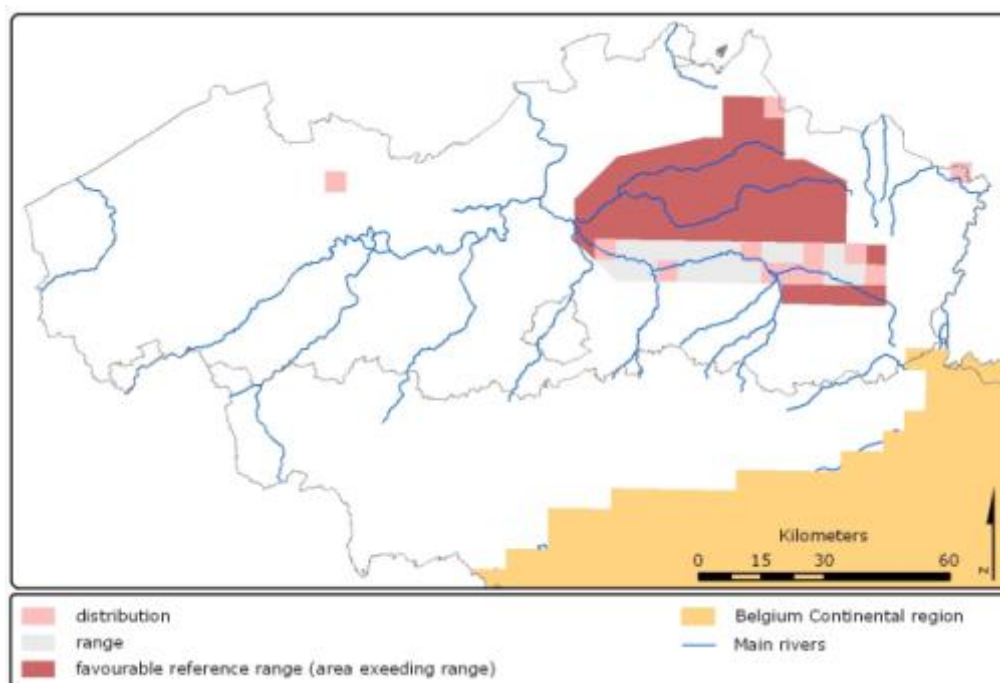 Kilometers
0 15 30 60
N
distribution
range
favourable reference range (area exeeding range)
Belgium Continental region
Main rivers